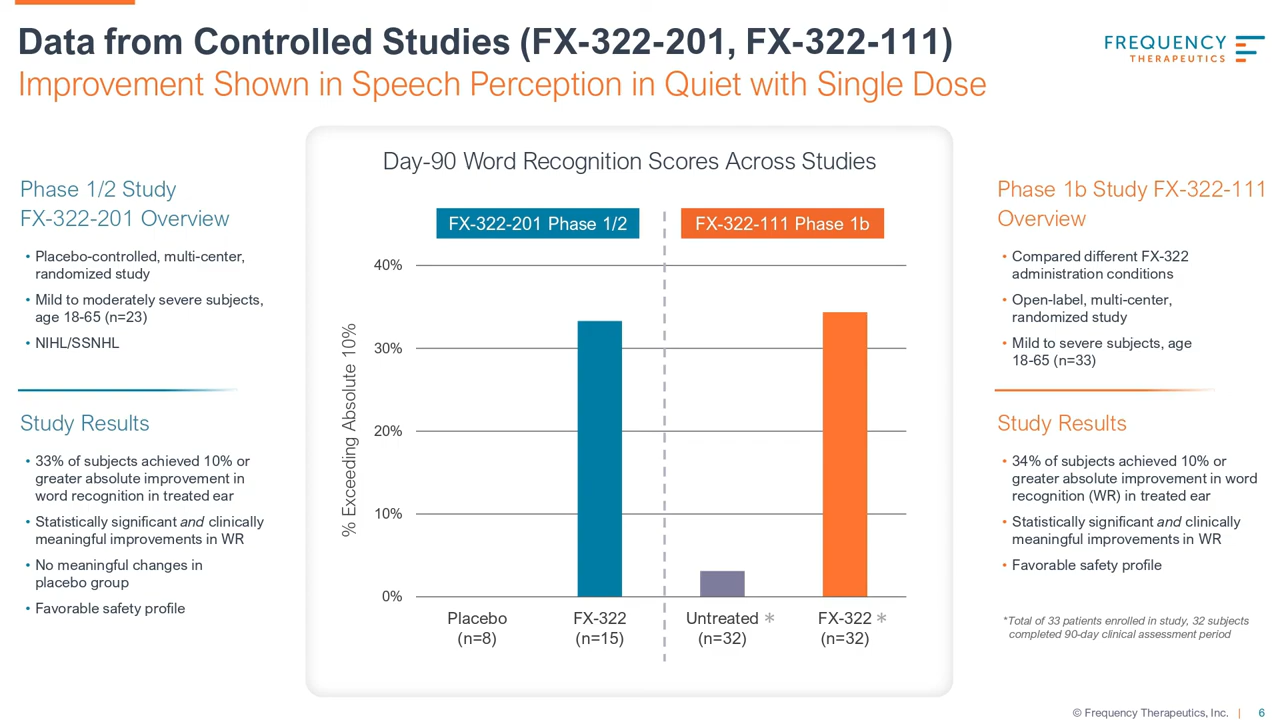 Data from Controlled Studies (FX-322-201, FX-322-111)
Improvement Shown in Speech Perception in Quiet with Single Dose
FREQUENCY
THERAPEUTICS
Phase 1/2 Study
FX-322-201 Overview
• Placebo-controlled, multi-center,
randomized study
• Mild to moderately severe subjects,
age 18-65 (n=23)
• NIHL/SSNHL
Study Results
• 33% of subjects achieved 10% or
greater absolute improvement in
word recognition in treated ear
• Statistically significant and clinically
meaningful improvements in WR
• No meaningful changes in
placebo group
• Favorable safety profile
Day-90 Word Recognition Scores Across Studies
FX-322-201 Phase 1/2
FX-322-111 Phase 1b
% Exceeding Absolute 10%
40%
30%
20%
10%
0%
Placebo
(n=8)
FX-322
(n=15)
Untreated *
(n=32)
FX-322 *
(n=32)
Phase 1b Study FX-322-111
Overview
• Compared different FX-322
administration conditions
• Open-label, multi-center,
randomized study
• Mild to severe subjects, age
18-65 (n=33)
Study Results
• 34% of subjects achieved 10% or
greater absolute improvement in word
recognition (WR) in treated ear
• Statistically significant and clinically
meaningful improvements in WR
• Favorable safety profile
*Total of 33 patients enrolled in study, 32 subjects
completed 90-day clinical assessment period
© Frequency Therapeutics, Inc. | 6